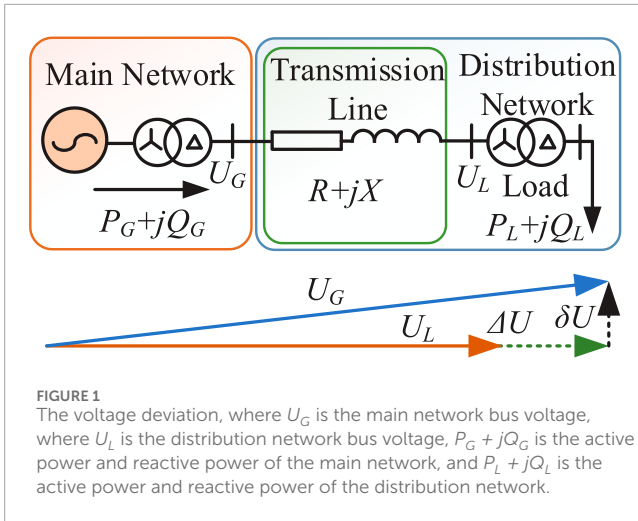 Main Network
Transmission
Line
Distribution
Network
U_G
R+jX
U_L
Load
P_G+jQ_G
P_L+jQ_L
U_G
U_L
ΔU
δU
FIGURE 1
The voltage deviation, where U_G is the main network bus voltage,
where U_L is the distribution network bus voltage, P_G + jQ_G is the active
power and reactive power of the main network, and P_L + jQ_L is the
active power and reactive power of the distribution network.